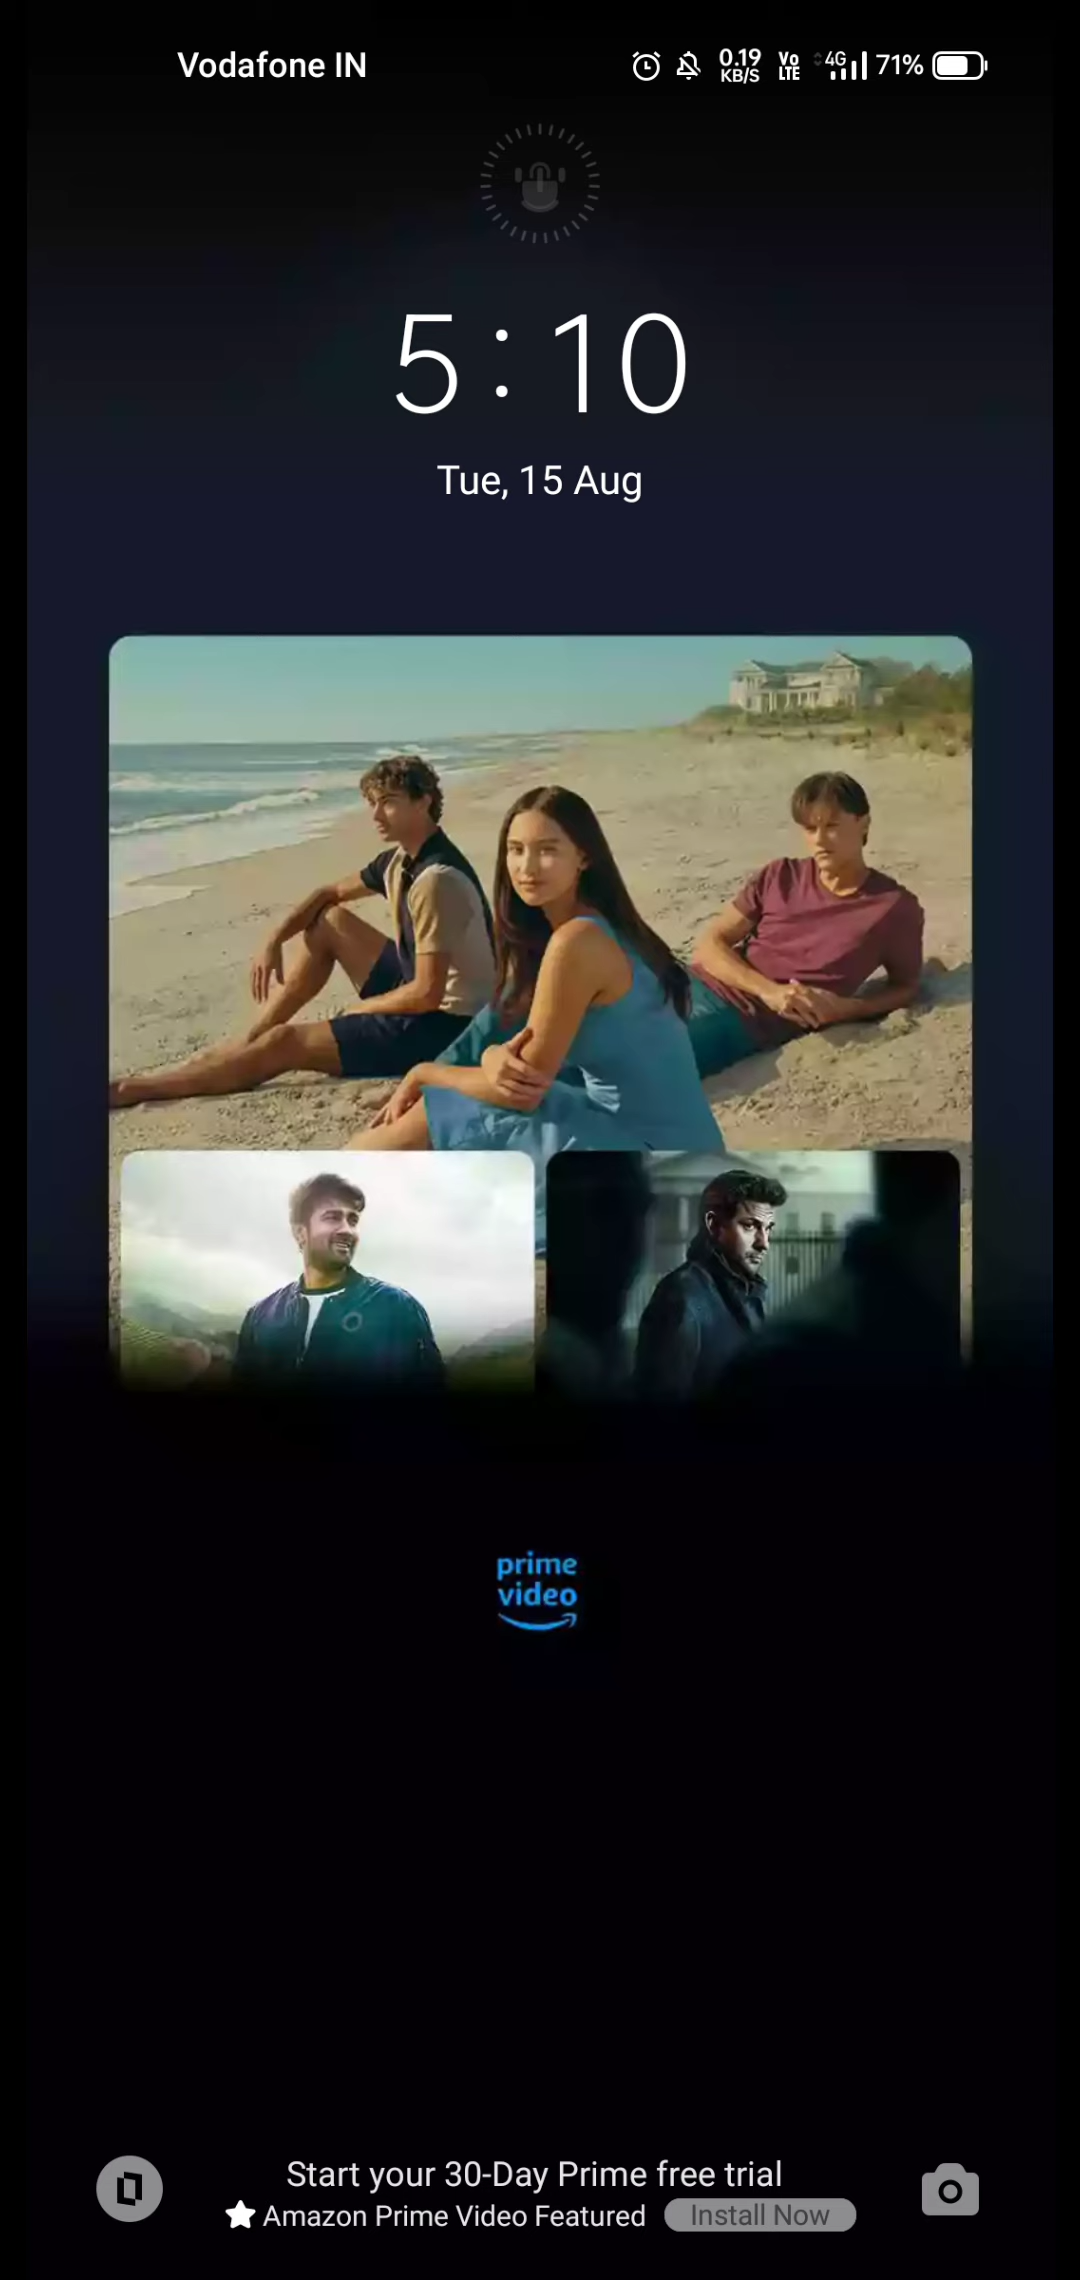 Vodafone IN
0.19
KB/S
Vo
LTE
4G
71%
5:10
Tue, 15 Aug
prime
video
Start your 30-Day Prime free trial
Amazon Prime Video Featured Install Now